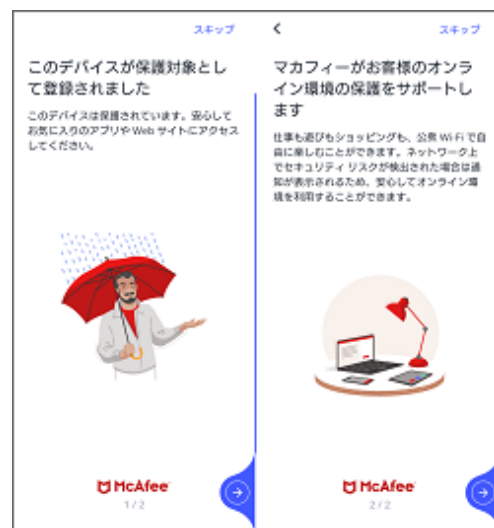 スキップ
このデバイスが保護対象とし
て登録されました
このデバイスは保護されています。安心して
お気に入りのアプリや Web サイトにアクセス
してください。
McAfee
1 / 2
スキップ
マカフィーがお客様のオンラ
イン環境の保護をサポートし
ます
仕事も遊びもショッピングも、公衆 Wi-Fi で自
由に楽しむことができます。ネットワーク上
でセキュリティ リスクが検出された場合は通
知が表示されるため、安心してオンライン環
境を利用することができます。
McAfee
2 / 2